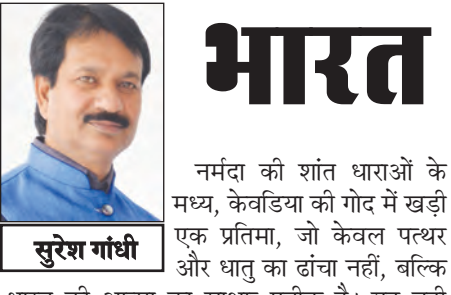 भारत
सुरेश गांधी
नर्मदा की शांत धाराओं के
मध्य, केवडिया की गोद में खड़ी
एक प्रतिमा, जो केवल पत्थर
और धातु का ढांचा नहीं, बल्कि